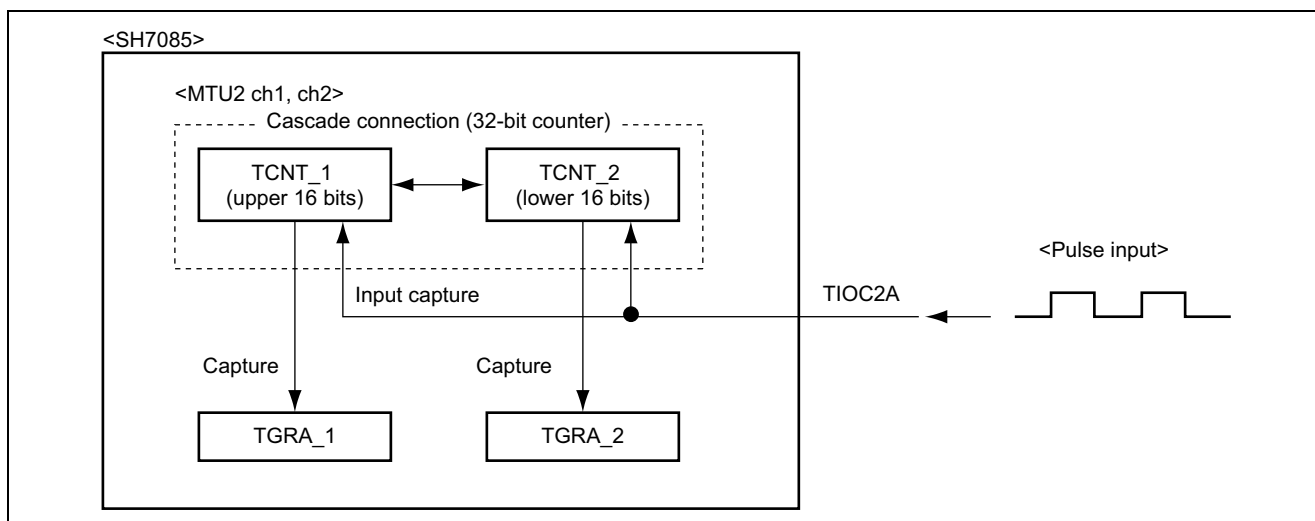 <SH7085>
<MTU2 ch1, ch2>
Cascade connection (32-bit counter)
TCNT_1
(upper 16 bits)
TCNT_2
(lower 16 bits)
<Pulse input>
Input capture
TIOC2A
Capture
Capture
TGRA_1
TGRA_2